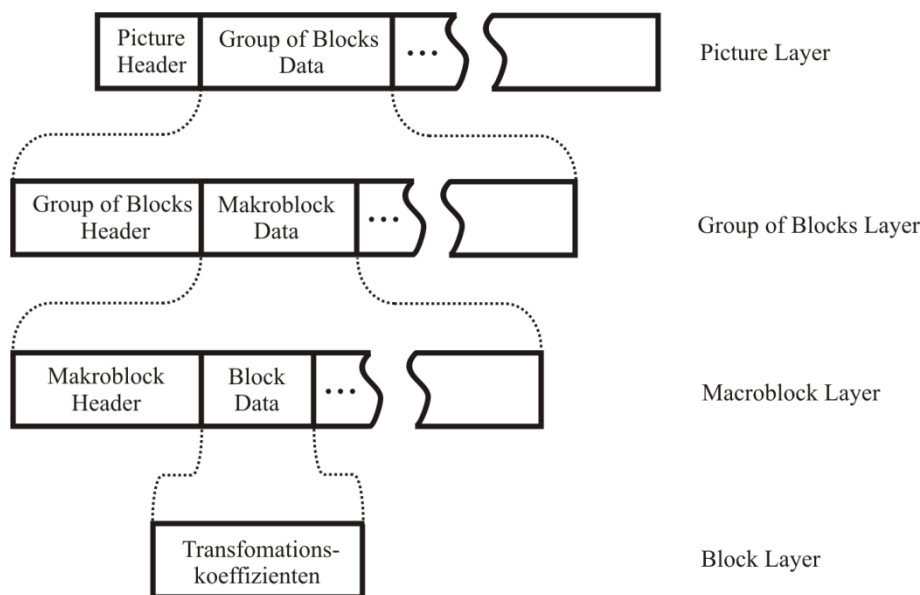 Picture
Header
Group of Blocks
Data
...
Picture Layer
Group of Blocks
Header
Makroblock
Data
...
Group of Blocks Layer
Makroblock
Header
Block
Data
...
Macroblock Layer
Transfomations-
koeffizienten
Block Layer